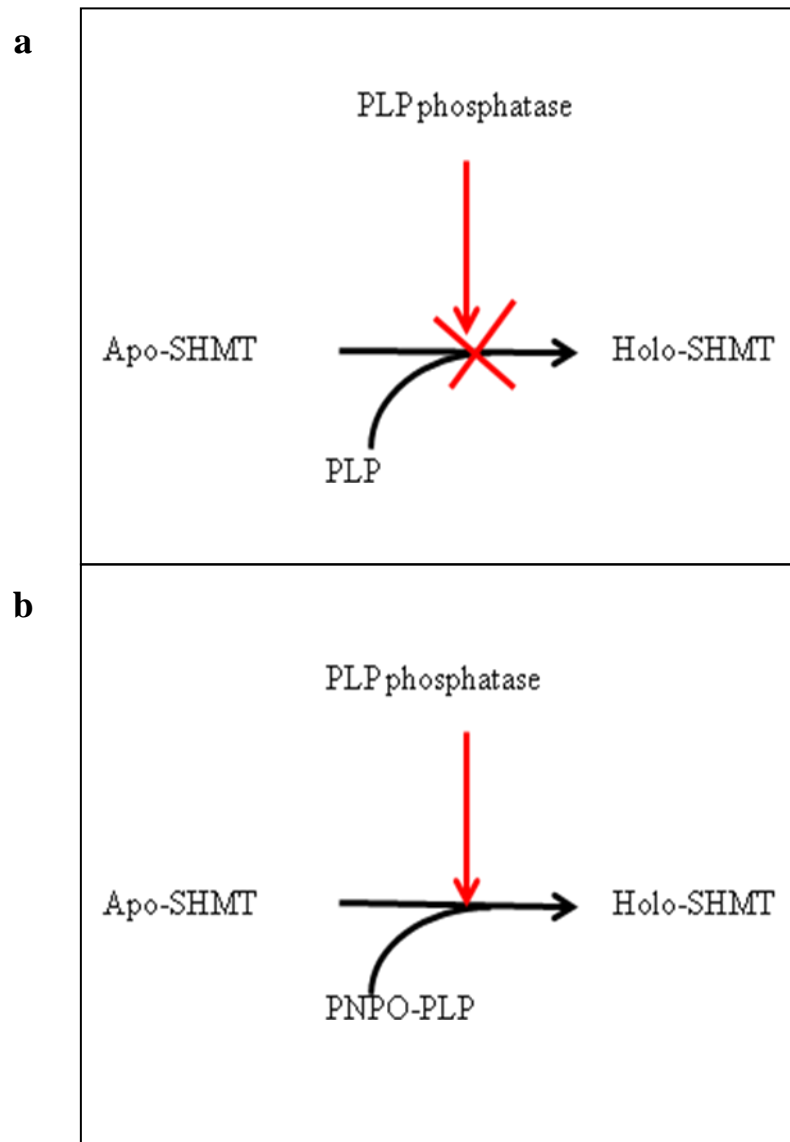 a
PLP phosphatase
Apo-SHMT
Holo-SHMT
PLP
b
PLP phosphatase
Apo-SHMT
Holo-SHMT
PNPO-PLP